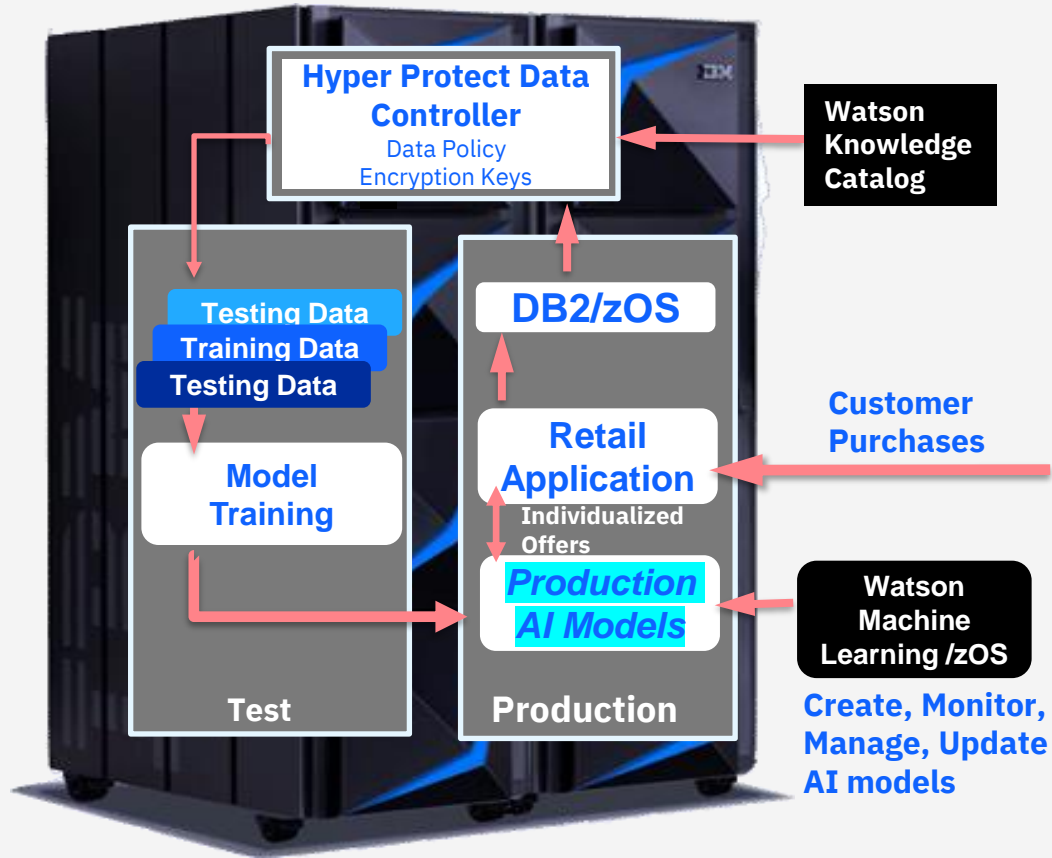 Hyper Protect Data
Controller
Data Policy
Encryption Keys
IBM
Watson
Knowledge
Catalog
Testing Data
Training Data
Testing Data
Model
Training
Test
DB2/zOS
Retail
Application
Individualized
Offers
Production
AI Models
Production
Customer
Purchases
Watson
Machine
Learning /zOS
Create, Monitor,
Manage, Update
AI models